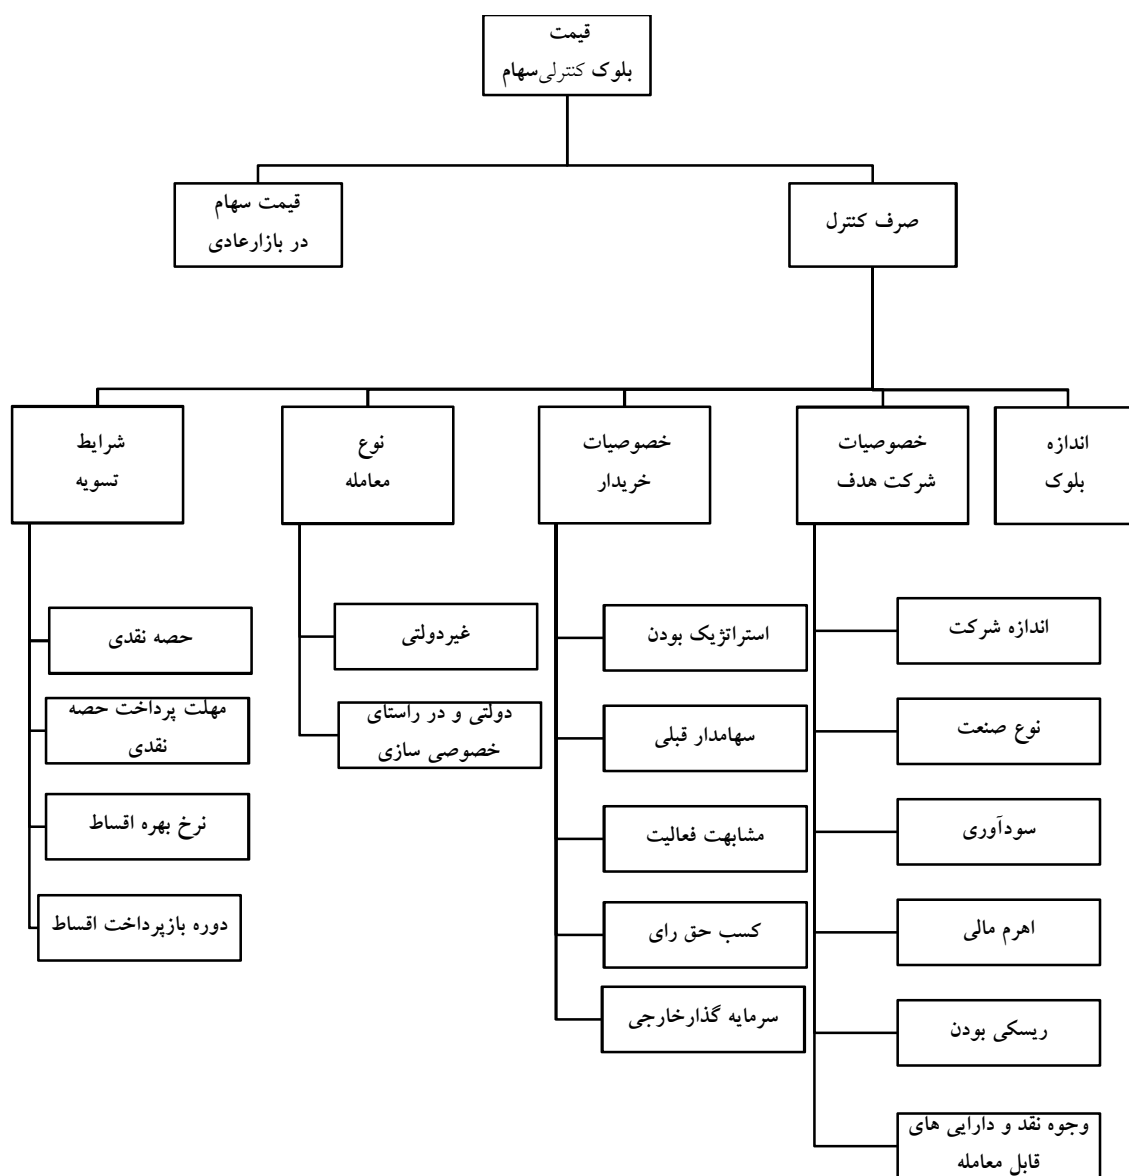 قیمت
بلوک کنترلی سهام
صرف کنترل
قیمت سهام
در بازارعادی
اندازه
بلوک
خصوصیات
شرکت هدف
خصوصیات
خریدار
نوع
معامله
شرایط
تسویه
اندازه شرکت
نوع صنعت
سودآوری
اهرم مالی
ریسکی بودن
وجوه نقد و دارایی های
قابل معامله
استراتژیک بودن
سهامدار قبلی
مشابهت فعالیت
کسب حق رای
سرمایه گذارخارجی
غیردولتی
دولتی و در راستای
خصوصی سازی
حصه نقدی
مهلت پرداخت حصه
نقدی
نرخ بهره اقساط
دوره بازپرداخت اقساط